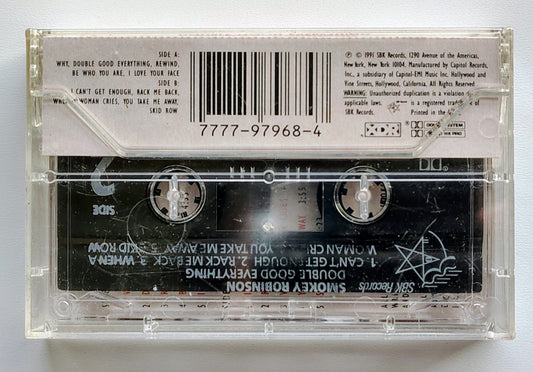 SIDE A:
WHY, DOUBLE GOOD EVERYTHING, REWIND,
BE WHO YOU ARE, I LOVE YOUR FACE
SIDE B:
I CAN'T GET ENOUGH, RACK ME BACK,
WHEN A WOMAN CRIES, YOU TAKE ME AWAY,
SKID ROW
7777-97968-4
℗ © 1991 SBK Records, 1290 Avenue of the Americas,
New York, New York 10104. Manufactured by Capitol Records,
Inc., a subsidiary of Capitol-EMI Music Inc. Hollywood and
Vine Streets, Hollywood, California. All Rights Reserved
WARNING: Unauthorized duplication is a violation of
applicable laws. is a registered trademark of
SBK Records. Printed in the
SMOKEY ROBINSON
DOUBLE GOOD EVERYTHING
1. CAN'T GET ENOUGH 2. RACK ME BACK 3. WHEN A
WOMAN CRIES YOU TAKE ME AWAY SKID ROW
SBK Records
SIDE
2
WAY 3:55